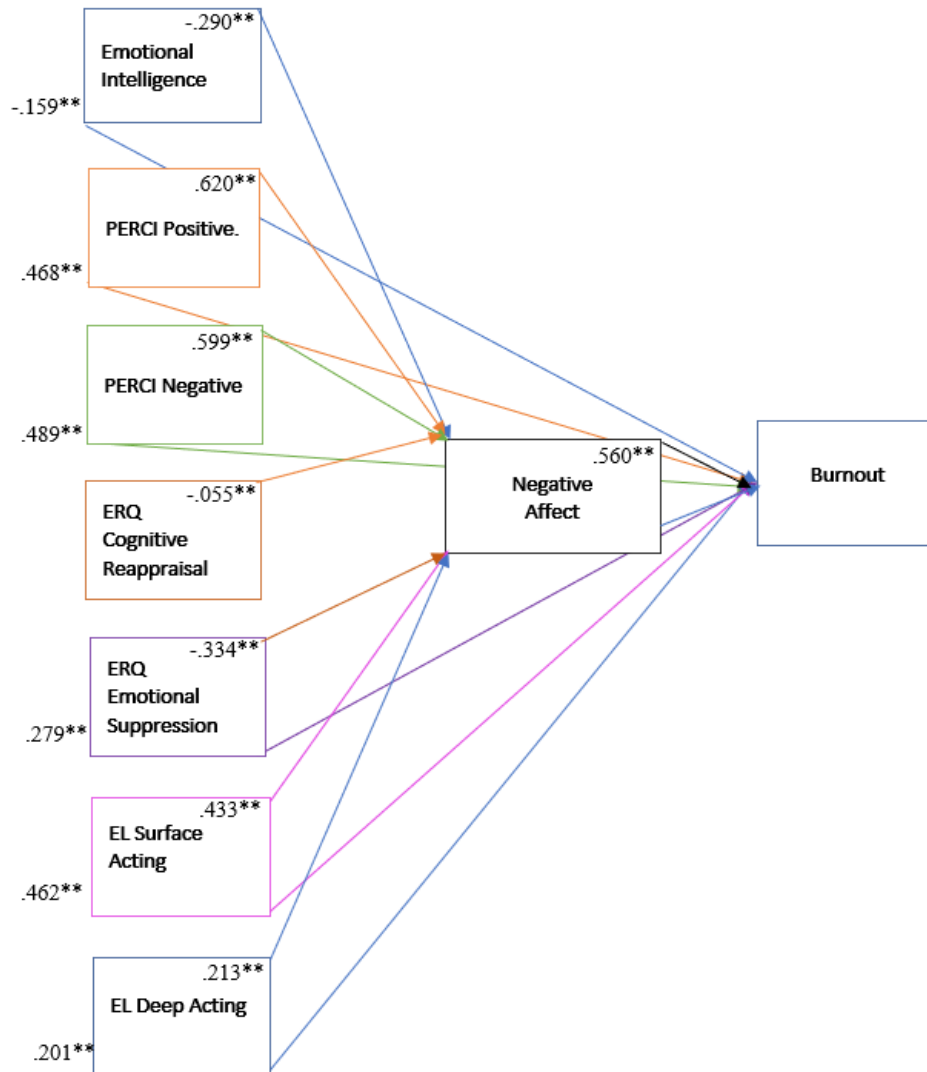 -.290**
Emotional
Intelligence
-.159**
.620**
PERCI Positive.
.468**
.599**
PERCI Negative
.489**
-.055**
ERQ
Cognitive
Reappraisal
-.334**
ERQ
Emotional
Suppression
.279**
.433**
EL Surface
Acting
.462**
.213**
EL Deep Acting
.201**
.560**
Negative
Affect
Burnout